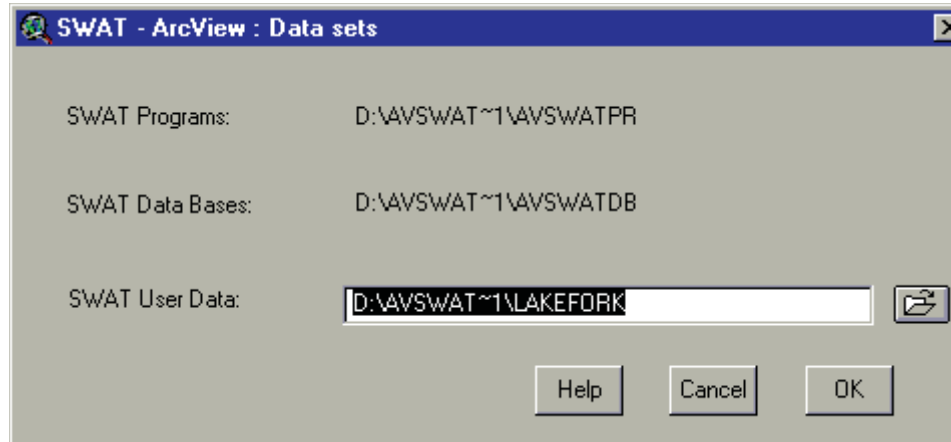 SWAT - ArcView : Data sets
SWAT Programs: D:\AVSWAT~1\AVSWATPR
SWAT Data Bases: D:\AVSWAT~1\AVSWATDB
SWAT User Data: D:\AVSWAT~1\LAKEFORK
Help Cancel OK